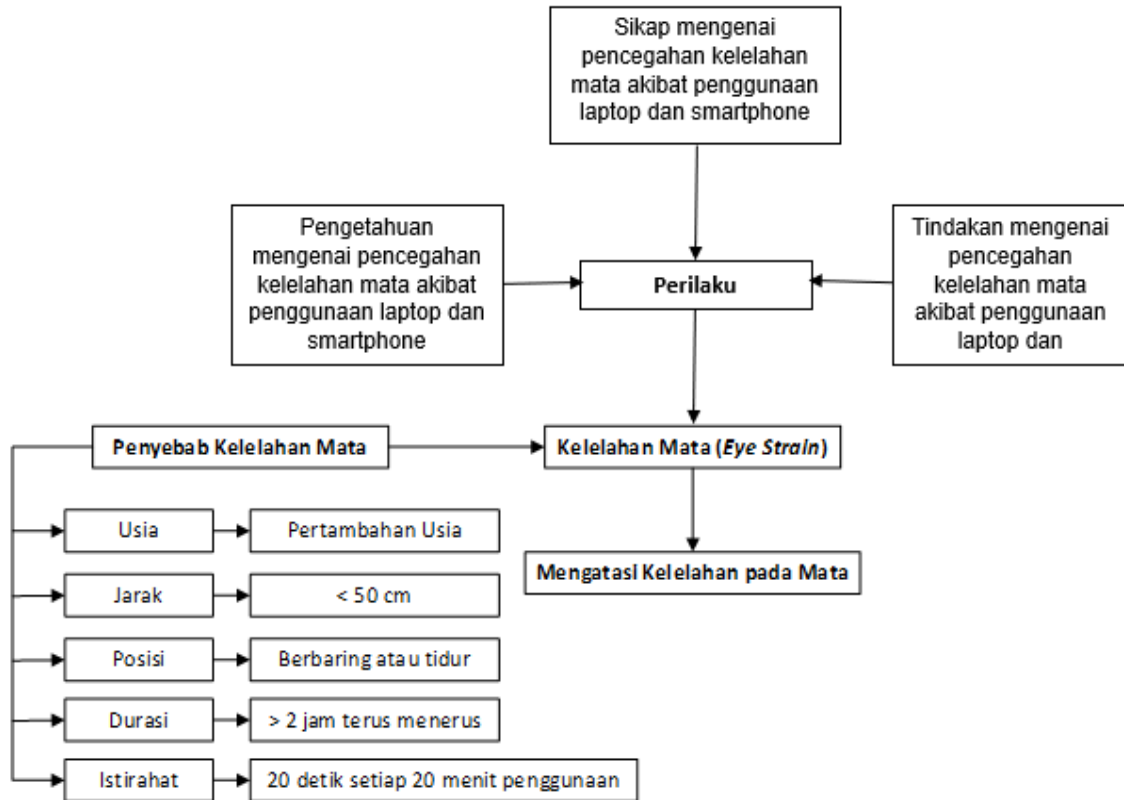 Sikap mengenai
pencegahan kelelahan
mata akibat penggunaan
laptop dan smartphone
Pengetahuan
mengenai pencegahan
kelelahan mata akibat
penggunaan laptop dan
smartphone
Perilaku
Tindakan mengenai
pencegahan
kelelahan mata
akibat penggunaan
laptop dan
Penyebab Kelelahan Mata
Kelelahan Mata (Eye Strain)
Usia
Pertambahan Usia
Mengatasi Kelelahan pada Mata
Jarak
< 50 cm
Posisi
Berbaring atau tidur
Durasi
> 2 jam terus menerus
Istirahat
20 detik setiap 20 menit penggunaan